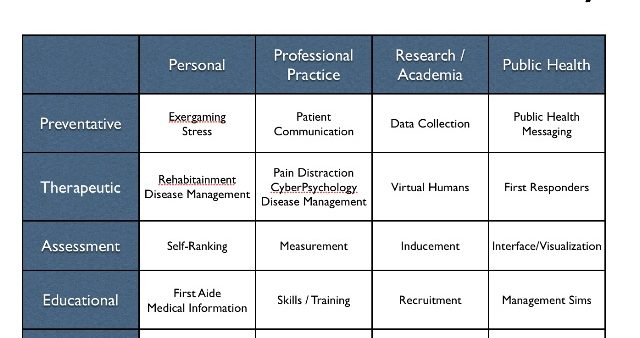 Personal
Professional
Practice
Research /
Academia
Public Health
Preventative
Exergaming
Stress
Patient
Communication
Data Collection
Public Health
Messaging
Therapeutic
Rehabitainment
Disease Management
Pain Distraction
CyberPsychology
Disease Management
Virtual Humans
First Responders
Assessment
Self-Ranking
Measurement
Inducement
Interface/Visualization
Educational
First Aide
Medical Information
Skills / Training
Recruitment
Management Sims